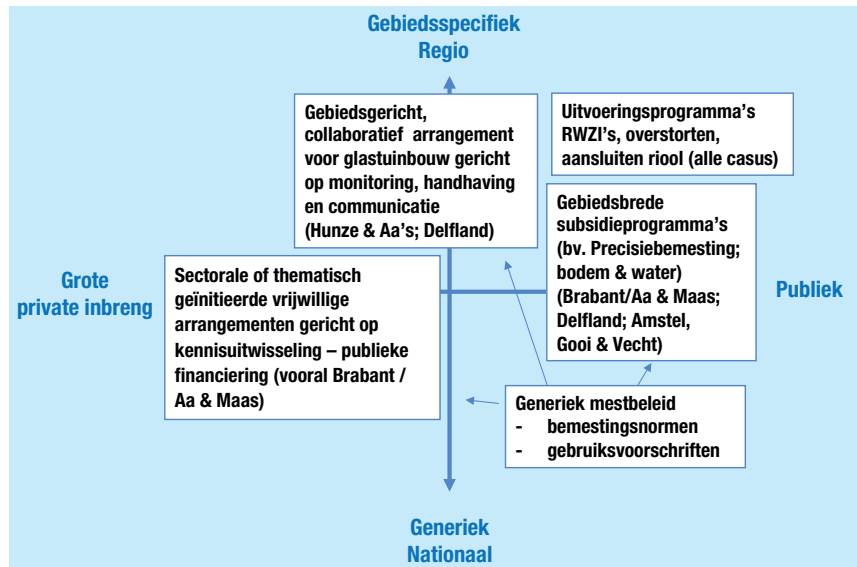 Gebiedsspecifiek
Regio
Gebiedsgericht,
collaboratief arrangement
voor glastuinbouw gericht
op monitoring, handhaving
en communicatie
(Hunze & Aa's; Delfland)
Uitvoeringsprogramma's
RWZI's, overstorten,
aansluiten riool (alle casus)
Gebiedsbrede
subsidieprogramma's
(bv. Precisiebemesting;
bodem & water)
(Brabant/Aa & Maas;
Delfland; Amstel,
Gooi & Vecht)
Grote
private inbreng
Sectorale of thematisch
geïnitieerde vrijwillige
arrangementen gericht op
kennisuitwisseling – publieke
financiering (vooral Brabant /
Aa & Maas)
Publiek
Generiek mestbeleid
- bemestingsnormen
- gebruiksvoorschriften
Generiek
Nationaal